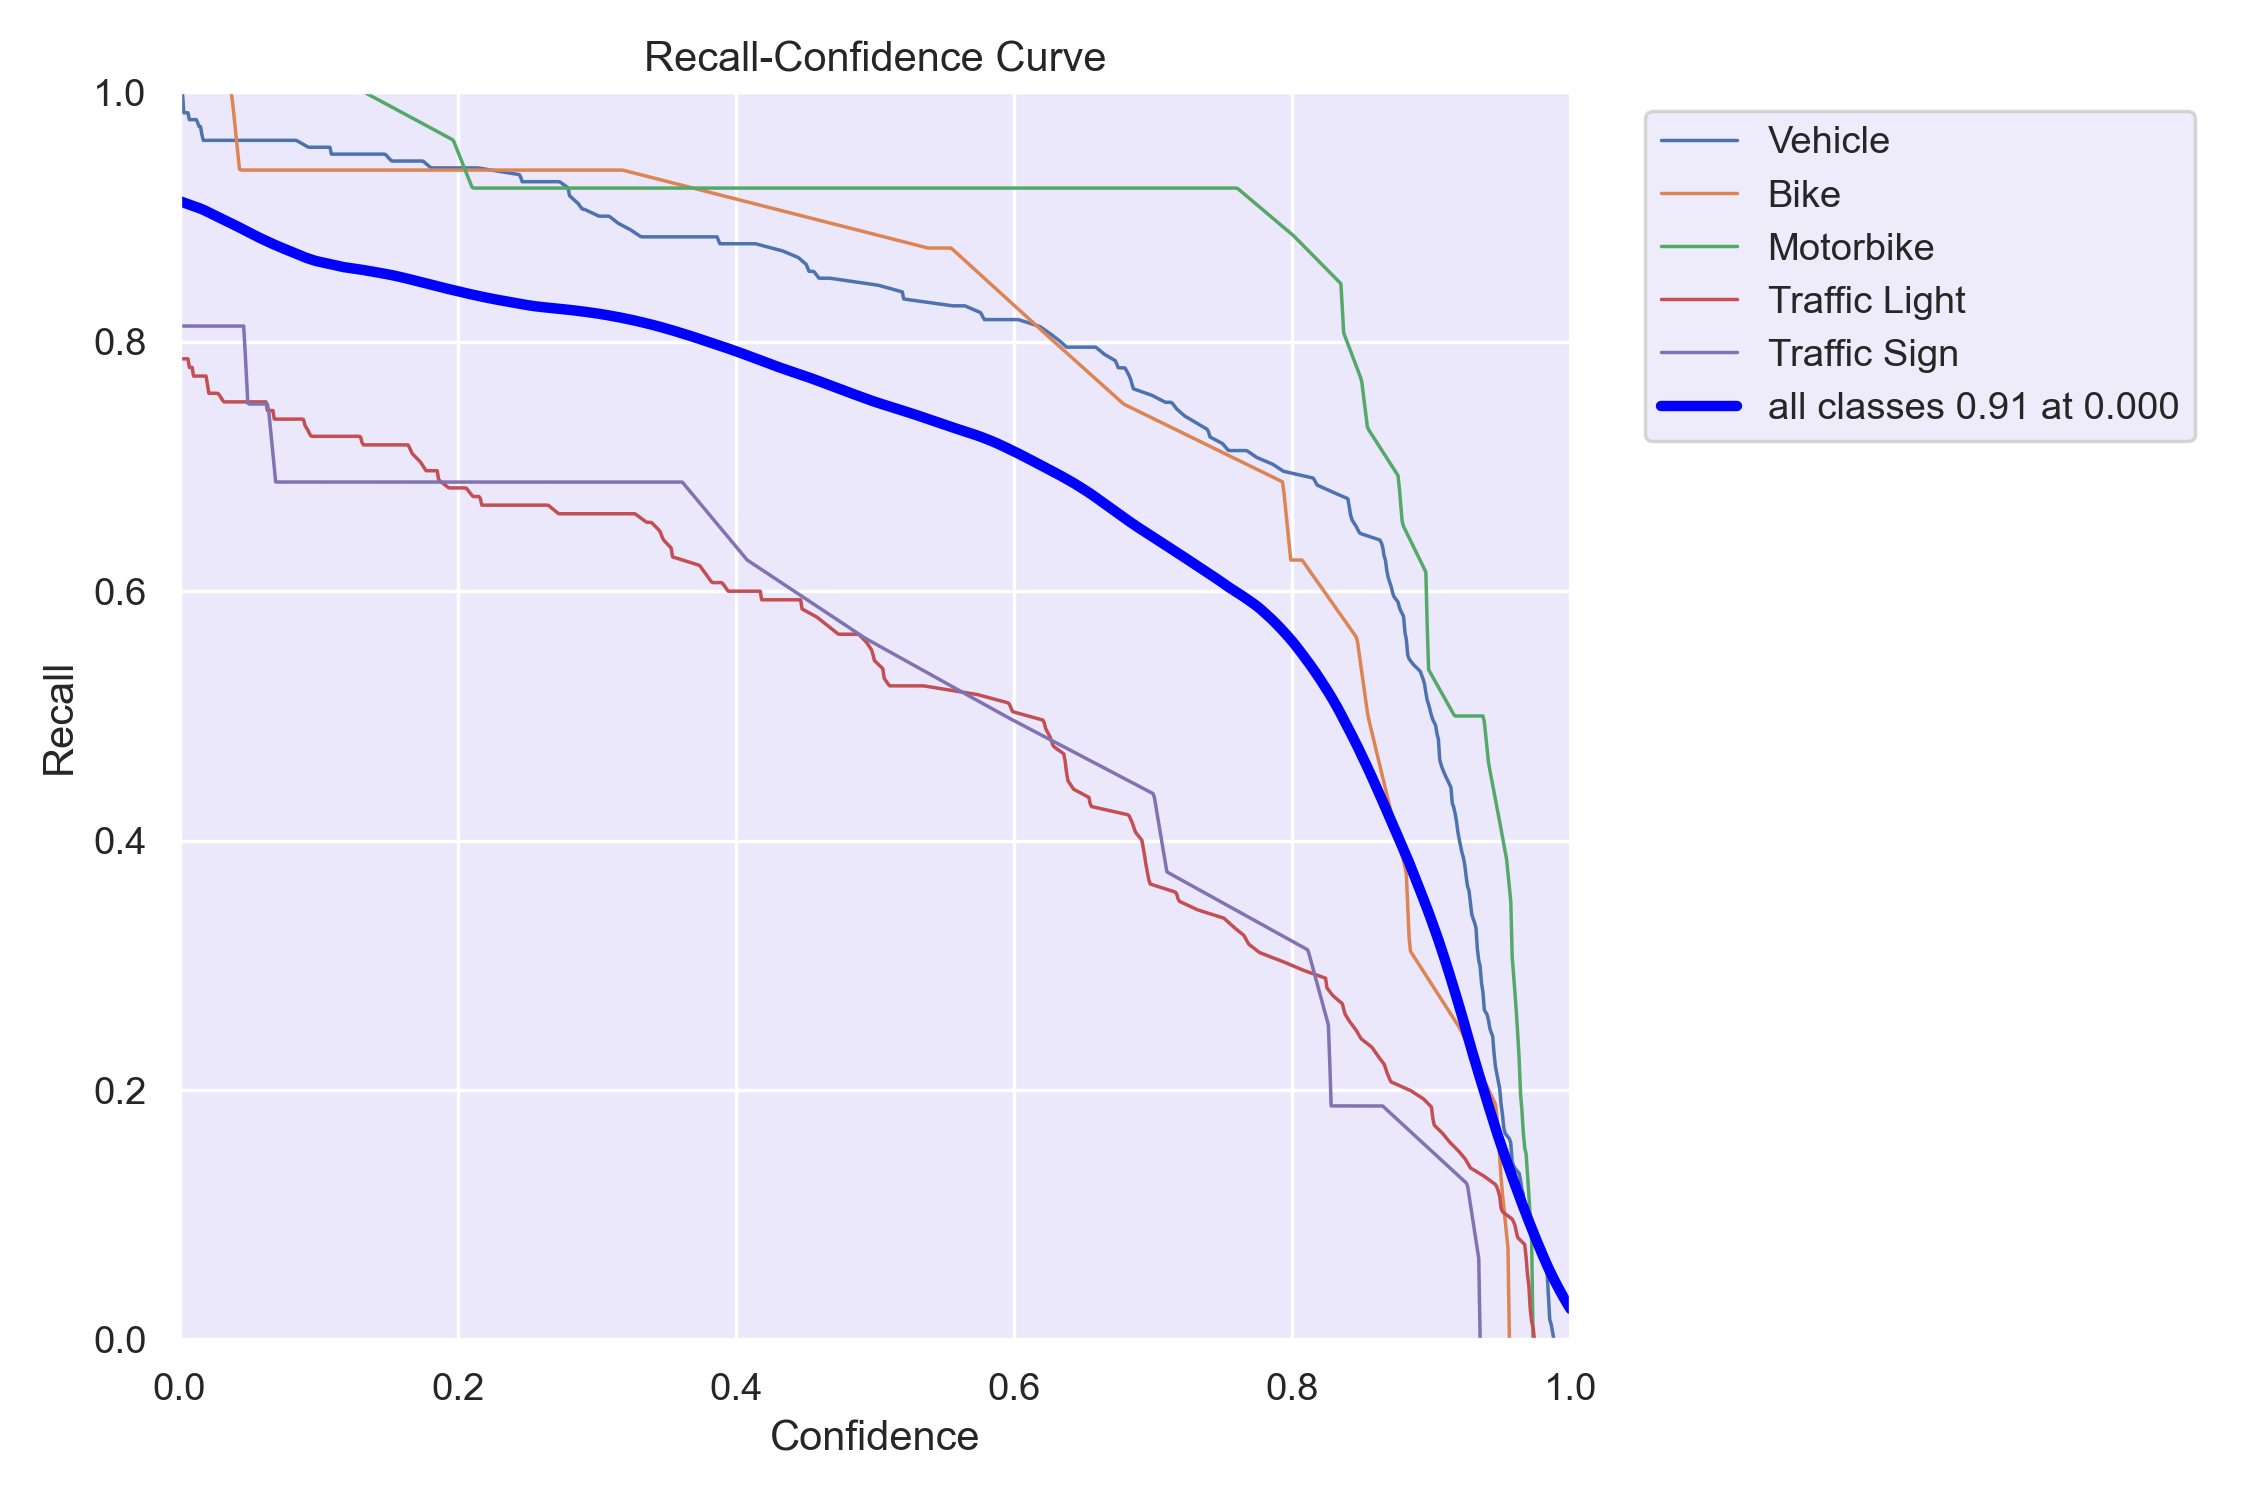 Recall-Confidence Curve
1.0
0.8
0.6
0.4
0.2
0.0
Recall
0.0 0.2 0.4 0.6 0.8 1.0
Confidence
Vehicle
Bike
Motorbike
Traffic Light
Traffic Sign
all classes 0.91 at 0.000